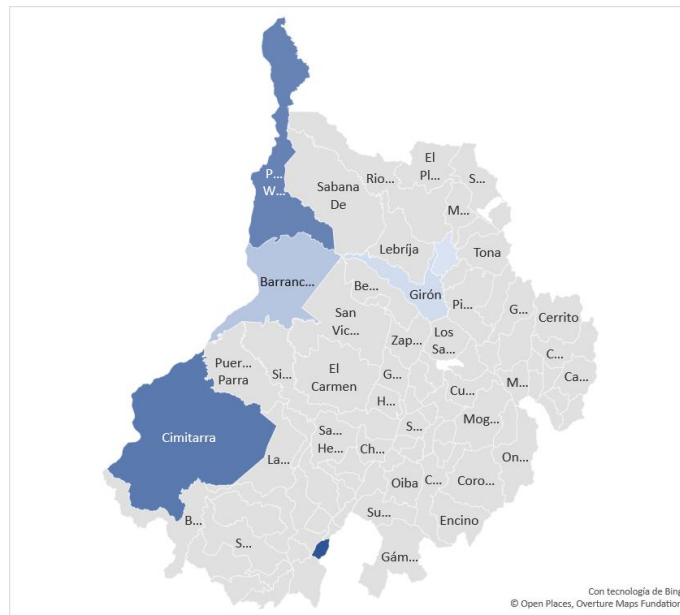 P...
W...
Sabana
De
Rio...
El
Pl...
S...
M...
Lebríja
Tona
Barranc...
Be...
Girón
Pi...
G...
Cerrito
San
Vic...
Zap...
Los
Sa...
C...
Ca...
Puer...
Parra
Si...
El
Carmen
G...
H...
Cu...
M...
Cimitarra
La...
Sa...
He...
Ch...
S...
Mog...
On...
Oiba
C...
Coro...
B...
S...
Su...
Encino
Gám...
Con tecnología de Bing
© Open Places, Overture Maps Fundation